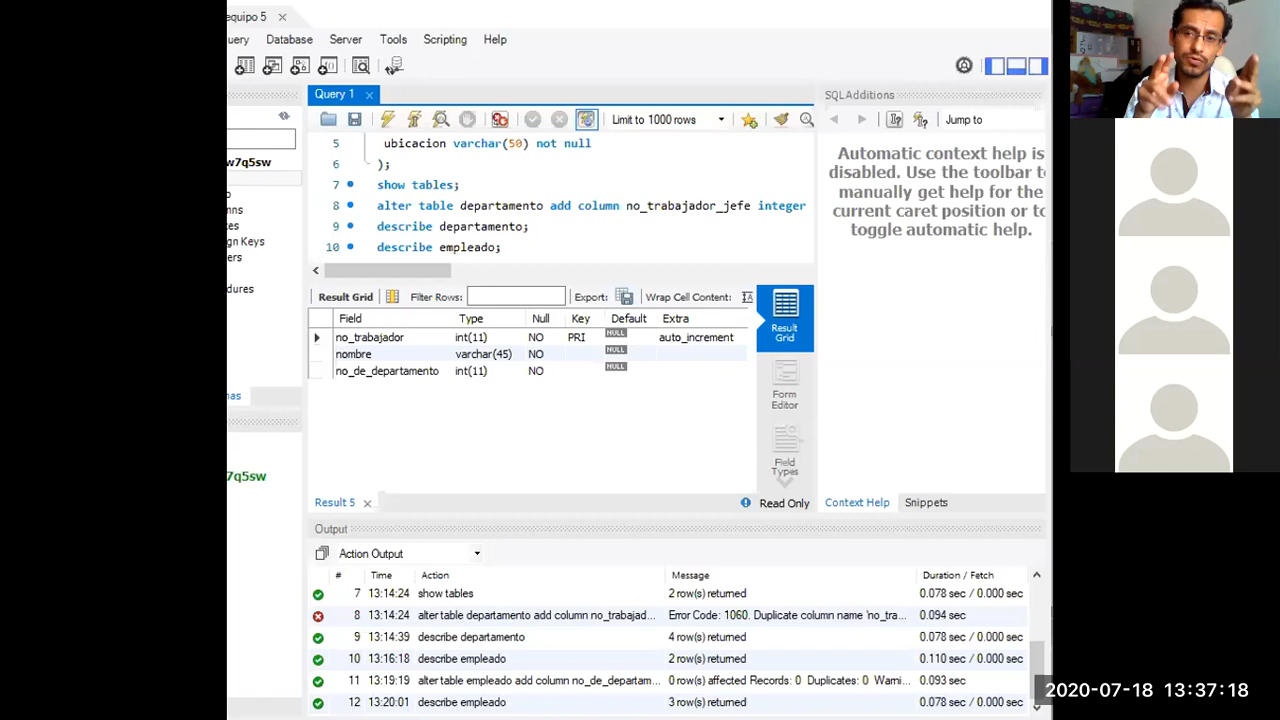 equipo 5
uery Database Server Tools Scripting Help
Query 1
SQLAdditions
Limit to 1000 rows
Jump to
w7q5sw
5 ubicacion varchar(50) not null
6 );
7 show tables;
8 alter table departamento add column no_trabajador_jefe integer
9 describe departamento;
10 describe empleado;
Automatic context help is
disabled. Use the toolbar to
manually get help for the
current caret position or to
toggle automatic help.
o
mns
kes
ign Keys
ers
dures
mas
w7q5sw
Result Grid Filter Rows: Export: Wrap Cell Content: IA
Field Type Null Key Default Extra
no_trabajador int(11) NO PRI NULL auto_increment
nombre varchar(45) NO NULL
no_de_departamento int(11) NO NULL
Result
Grid
Form
Editor
Field
Types
Result 5
Read Only
Context Help Snippets
Output
Action Output
# Time Action Message Duration / Fetch
7 13:14:24 show tables 2 row(s) returned 0.078 sec / 0.000 sec
8 13:14:24 alter table departamento add column no_trabajad... Error Code: 1060. Duplicate column name 'no_tra... 0.094 sec
9 13:14:39 describe departamento 4 row(s) returned 0.078 sec / 0.000 sec
10 13:16:18 describe empleado 2 row(s) returned 0.110 sec / 0.000 sec
11 13:19:19 alter table empleado add column no_de_departam... 0 row(s) affected Records: 0 Duplicates: 0 Warni... 0.093 sec
12 13:20:01 describe empleado 3 row(s) returned 0.078 sec / 0.000 sec
2020-07-18 13:37:18